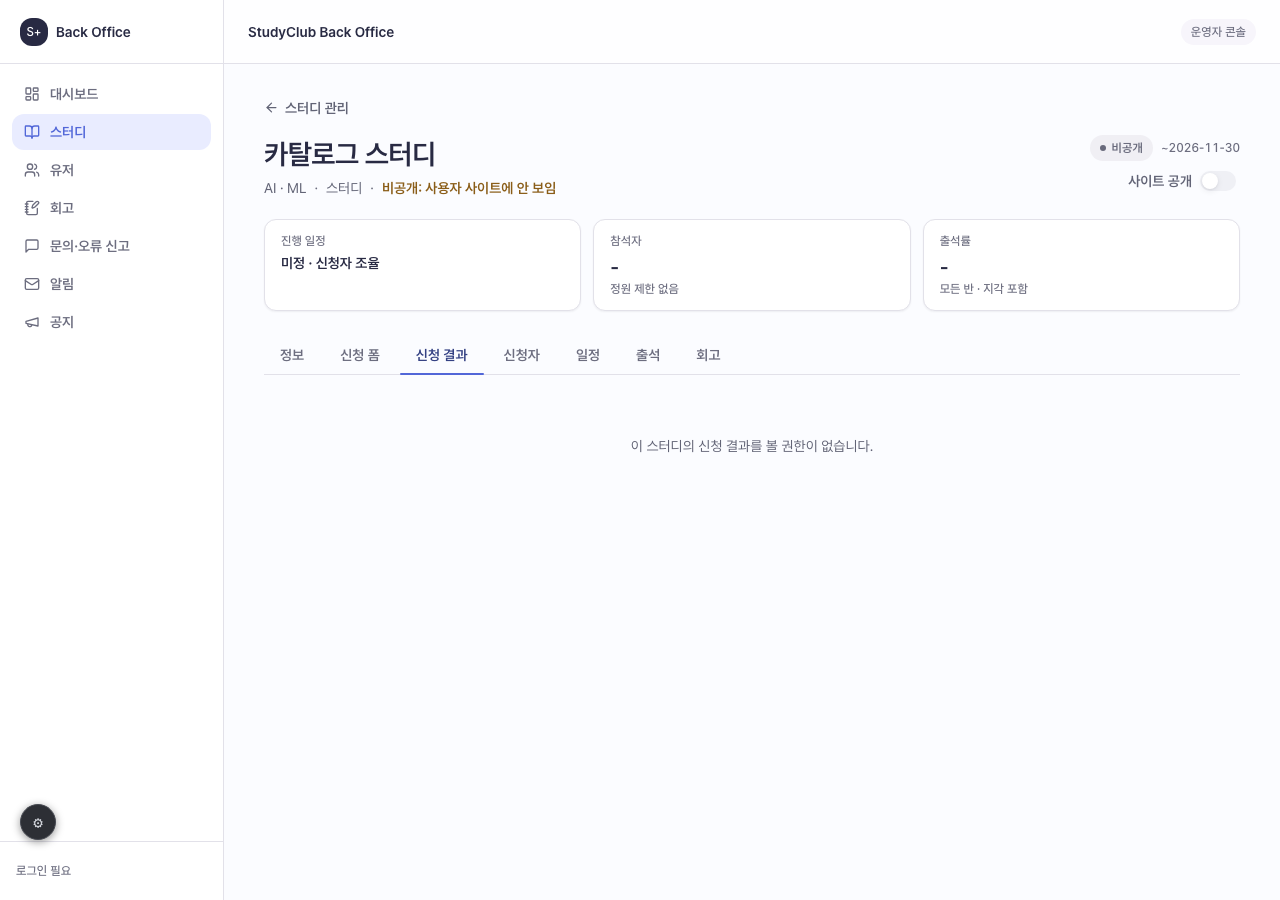 S+ Back Office
StudyClub Back Office
운영자 콘솔
대시보드
스터디
유저
회고
문의·오류 신고
알림
공지
로그인 필요
← 스터디 관리
카탈로그 스터디
비공개 ~2026-11-30
AI · ML · 스터디 · 비공개: 사용자 사이트에 안 보임
사이트 공개
진행 일정
미정 · 신청자 조율
참석자
-
정원 제한 없음
출석률
-
모든 반 · 지각 포함
정보 신청 폼 신청 결과 신청자 일정 출석 회고
이 스터디의 신청 결과를 볼 권한이 없습니다.